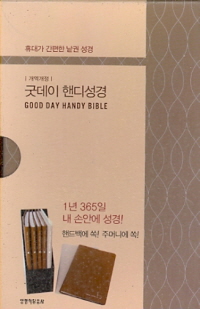 휴대가 간편한 낱권 성경
| 개역개정 |
굿데이 핸디성경
GOOD DAY HANDY BIBLE
1년 365일
내 손안에 성경!
핸드백에 쏙! 주머니에 쏙!